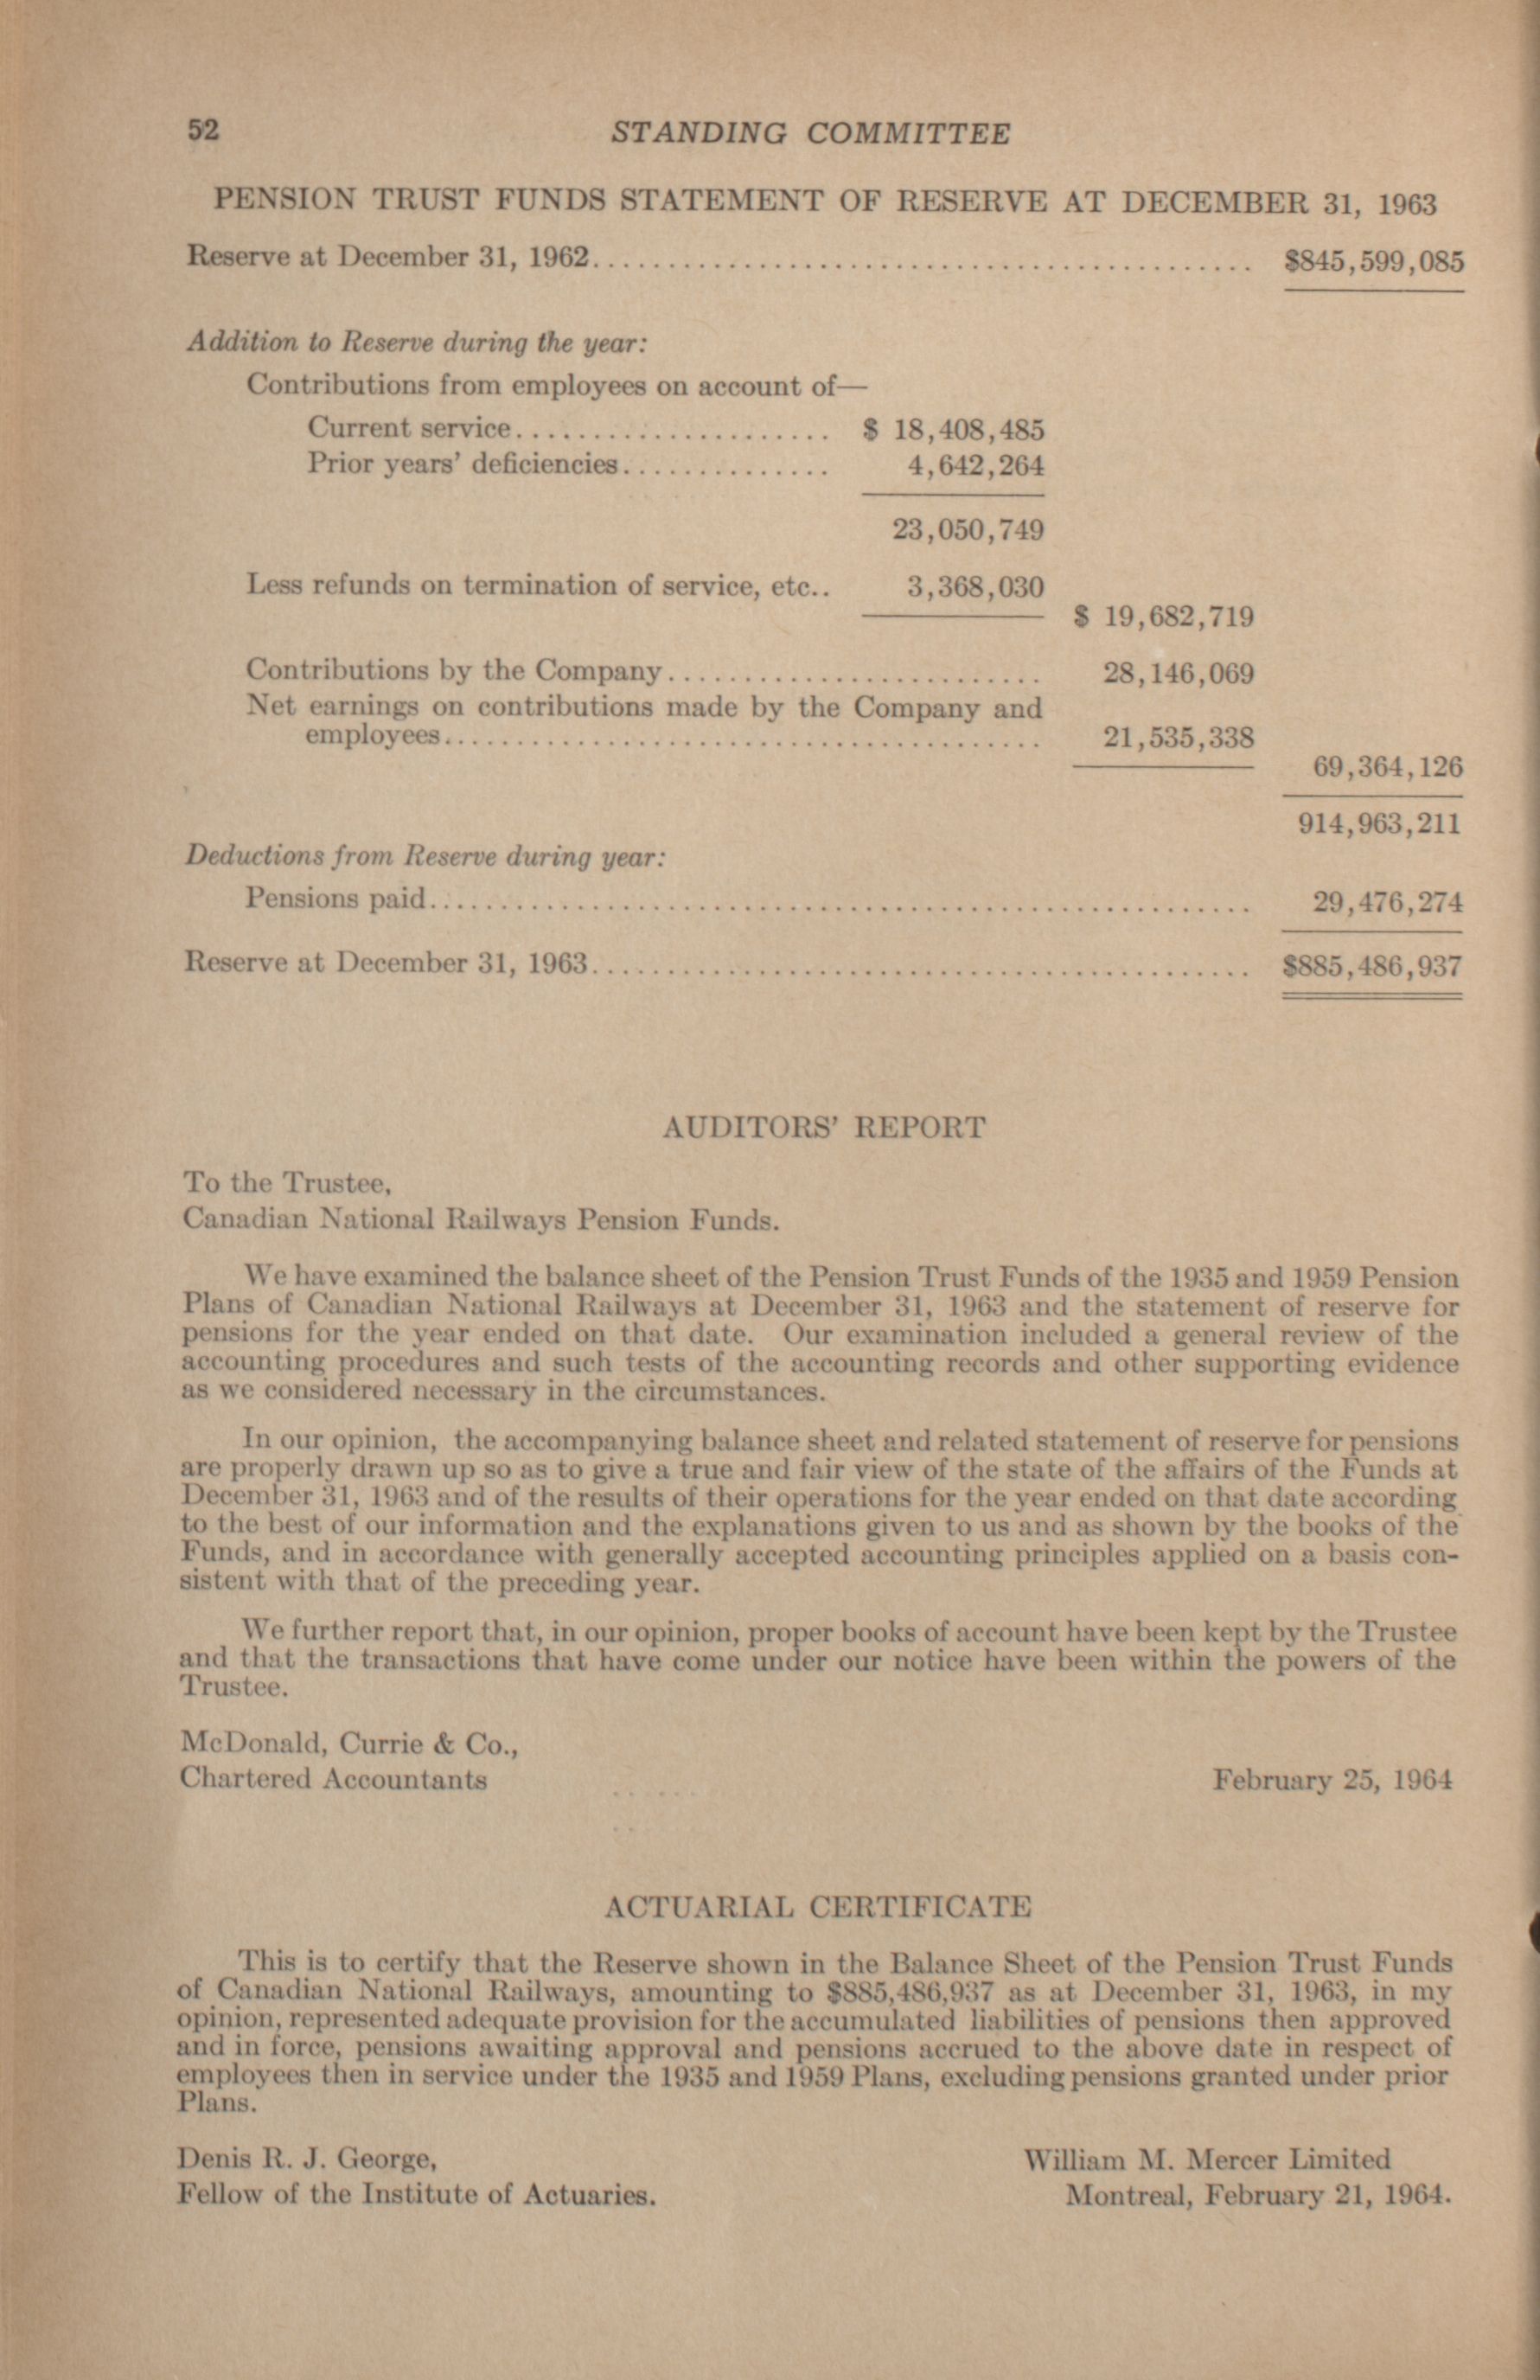 52 STANDING COMMITTEE
PENSION TRUST FUNDS STATEMENT OF RESERVE AT DECEMBER 31, 1963
Reserve at December 31, 1962.......................................... $845,599,085
Addition to Reserve during the year:
Contributions from employees on account of—
Current service..................... $ 18,408,485
Prior years' deficiencies.............. 4,642,264
23,050,749
Less refunds on termination of service, etc.. 3,368,030
$ 19,682,719
Contributions by the Company......................... 28,146,069
Net earnings on contributions made by the Company and
employees....................................... 21,535,338
69,364,126
914,963,211
Deductions from Reserve during year:
Pensions paid..................................................... 29,476,274
Reserve at December 31, 1963.......................................... $885,486,937
AUDITORS' REPORT
To the Trustee,
Canadian National Railways Pension Funds.
We have examined the balance sheet of the Pension Trust Funds of the 1935 and 1959 Pension
Plans of Canadian National Railways at December 31, 1963 and the statement of reserve for
pensions for the year ended on that date. Our examination included a general review of the
accounting procedures and such tests of the accounting records and other supporting evidence
as we considered necessary in the circumstances.
In our opinion, the accompanying balance sheet and related statement of reserve for pensions
are properly drawn up so as to give a true and fair view of the state of the affairs of the Funds at
December 31, 1963 and of the results of their operations for the year ended on that date according
to the best of our information and the explanations given to us and as shown by the books of the
Funds, and in accordance with generally accepted accounting principles applied on a basis con-
sistent with that of the preceding year.
We further report that, in our opinion, proper books of account have been kept by the Trustee
and that the transactions that have come under our notice have been within the powers of the
Trustee.
McDonald, Currie & Co.,
Chartered Accountants February 25, 1964
ACTUARIAL CERTIFICATE
This is to certify that the Reserve shown in the Balance Sheet of the Pension Trust Funds
of Canadian National Railways, amounting to $885,486,937 as at December 31, 1963, in my
opinion, represented adequate provision for the accumulated liabilities of pensions then approved
and in force, pensions awaiting approval and pensions accrued to the above date in respect of
employees then in service under the 1935 and 1959 Plans, excluding pensions granted under prior
Plans.
Denis R. J. George, William M. Mercer Limited
Fellow of the Institute of Actuaries. Montreal, February 21, 1964.